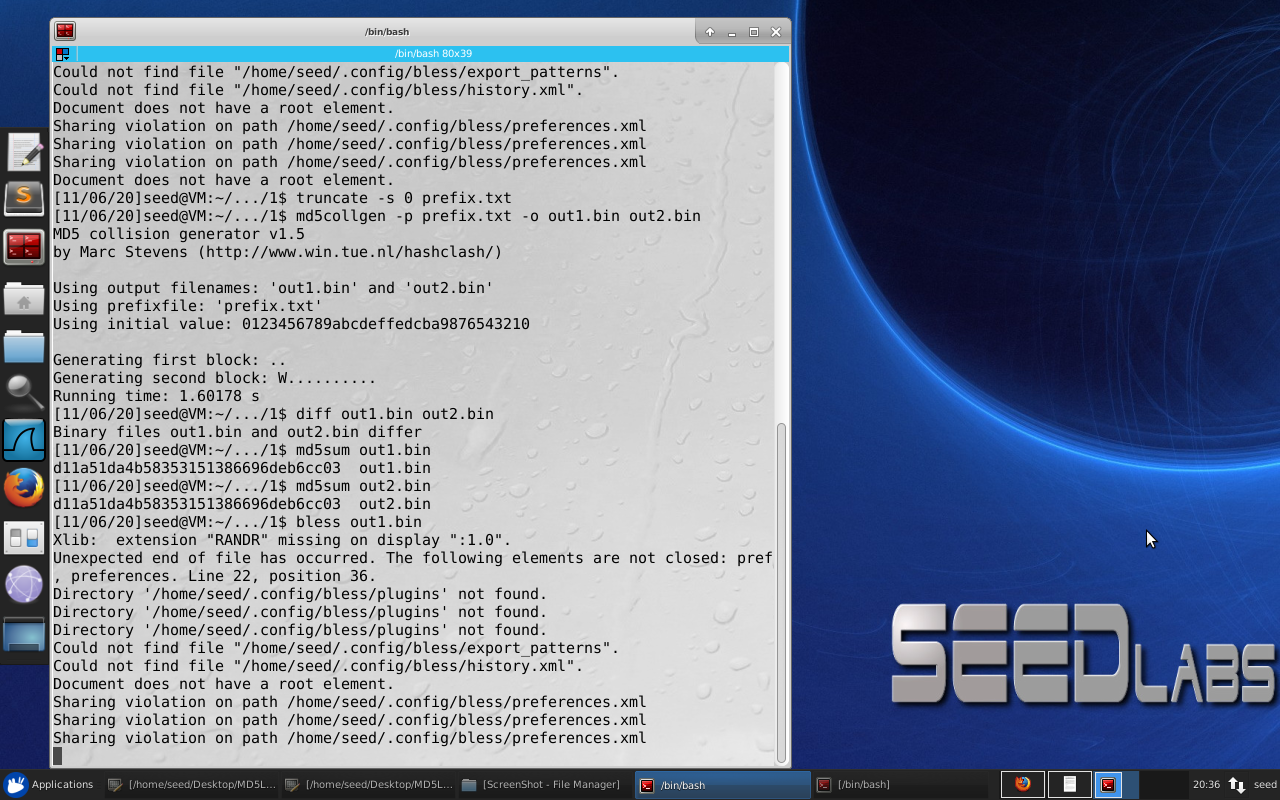 /bin/bash
/bin/bash 80x39
Could not find file "/home/seed/.config/bless/export_patterns".
Could not find file "/home/seed/.config/bless/history.xml".
Document does not have a root element.
Sharing violation on path /home/seed/.config/bless/preferences.xml
Sharing violation on path /home/seed/.config/bless/preferences.xml
Sharing violation on path /home/seed/.config/bless/preferences.xml
Document does not have a root element.
[11/06/20]seed@VM:~/.../1$ truncate -s 0 prefix.txt
[11/06/20]seed@VM:~/.../1$ md5collgen -p prefix.txt -o out1.bin out2.bin
MD5 collision generator v1.5
by Marc Stevens (http://www.win.tue.nl/hashclash/)
Using output filenames: 'out1.bin' and 'out2.bin'
Using prefixfile: 'prefix.txt'
Using initial value: 0123456789abcdeffedcba9876543210
Generating first block: ..
Generating second block: W..........
Running time: 1.60178 s
[11/06/20]seed@VM:~/.../1$ diff out1.bin out2.bin
Binary files out1.bin and out2.bin differ
[11/06/20]seed@VM:~/.../1$ md5sum out1.bin
d11a51da4b58353151386696deb6cc03  out1.bin
[11/06/20]seed@VM:~/.../1$ md5sum out2.bin
d11a51da4b58353151386696deb6cc03  out2.bin
[11/06/20]seed@VM:~/.../1$ bless out1.bin
Xlib:  extension "RANDR" missing on display ":1.0".
Unexpected end of file has occurred. The following elements are not closed: pref
, preferences. Line 22, position 36.
Directory '/home/seed/.config/bless/plugins' not found.
Directory '/home/seed/.config/bless/plugins' not found.
Directory '/home/seed/.config/bless/plugins' not found.
Could not find file "/home/seed/.config/bless/export_patterns".
Could not find file "/home/seed/.config/bless/history.xml".
Document does not have a root element.
Sharing violation on path /home/seed/.config/bless/preferences.xml
Sharing violation on path /home/seed/.config/bless/preferences.xml
Sharing violation on path /home/seed/.config/bless/preferences.xml
SEEDLABS
Applications [/home/seed/Desktop/MD5L... [/home/seed/Desktop/MD5L... [ScreenShot - File Manager] /bin/bash [/bin/bash] 20:36 seed